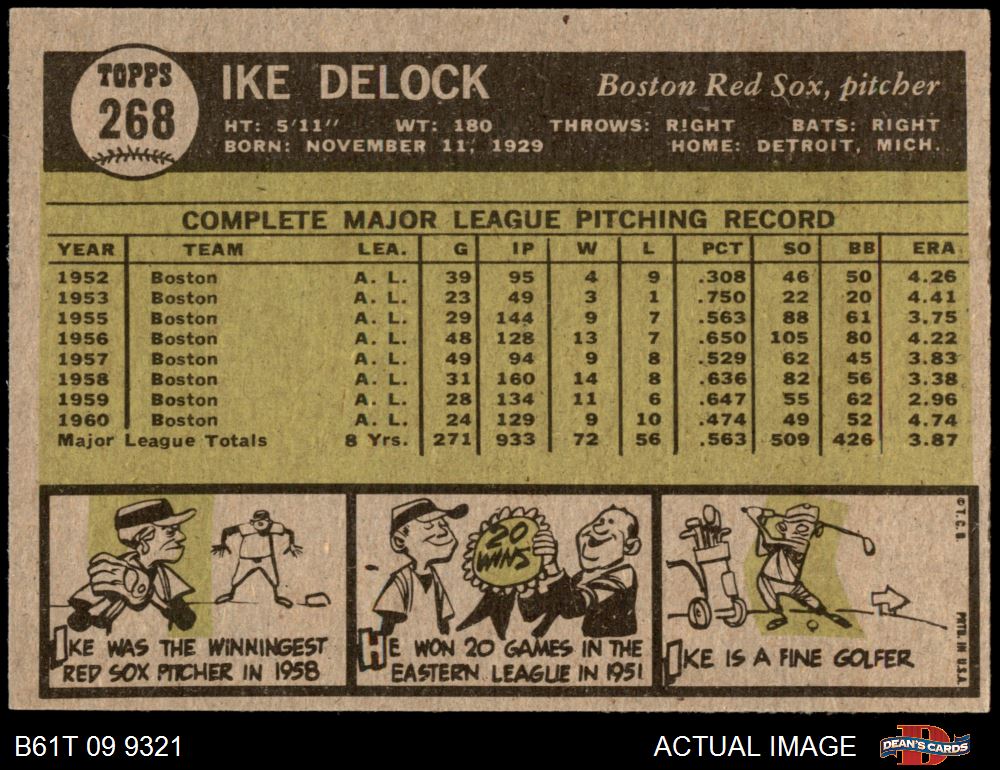 TOPPS
268
IKE DELOCK
Boston Red Sox, pitcher
HT: 5'11" WT: 180 THROWS: RIGHT BATS: RIGHT
BORN: NOVEMBER 11, 1929 HOME: DETROIT, MICH.
COMPLETE MAJOR LEAGUE PITCHING RECORD
YEAR TEAM LEA. G IP W L PCT SO BB ERA
1952 Boston A. L. 39 95 4 9 .308 46 50 4.26
1953 Boston A. L. 23 49 3 1 .750 22 20 4.41
1955 Boston A. L. 29 144 9 7 .563 88 61 3.75
1956 Boston A. L. 48 128 13 7 .650 105 80 4.22
1957 Boston A. L. 49 94 9 8 .529 62 45 3.83
1958 Boston A. L. 31 160 14 8 .636 82 56 3.38
1959 Boston A. L. 28 134 11 6 .647 55 62 2.96
1960 Boston A. L. 24 129 9 10 .474 49 52 4.74
Major League Totals 8 Yrs. 271 933 72 56 .563 509 426 3.87
IKE WAS THE WINNINGEST
RED SOX PITCHER IN 1958
20
WINS
HE WON 20 GAMES IN THE
EASTERN LEAGUE IN 1951
IKE IS A FINE GOLFER
© T.C.G.
PRTD. IN U.S.A.
B61T 09 9321
ACTUAL IMAGE
D
DEAN'S CARDS